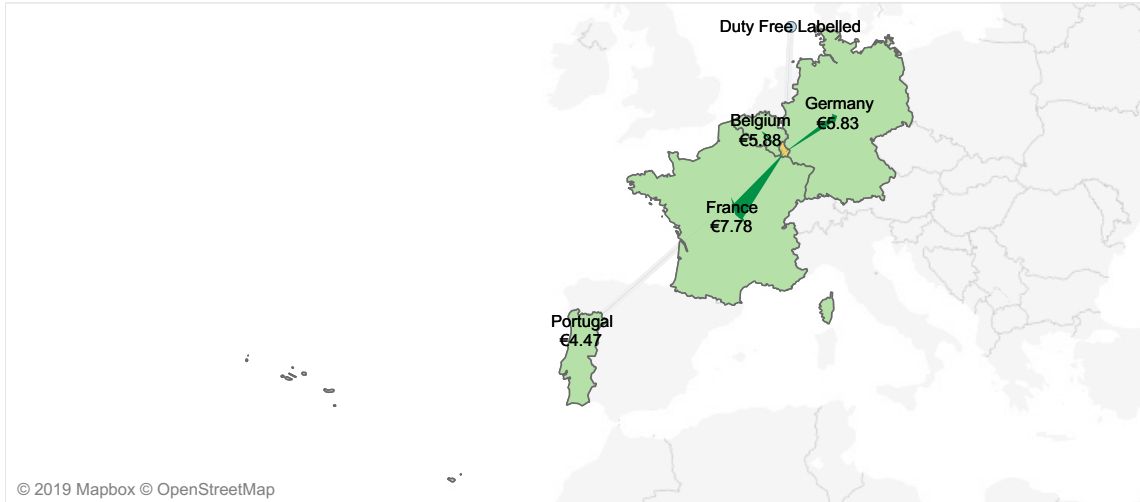 Duty Free Labelled
Germany
€5.83
Belgium
€5.88
France
€7.78
Portugal
€4.47
© 2019 Mapbox © OpenStreetMap